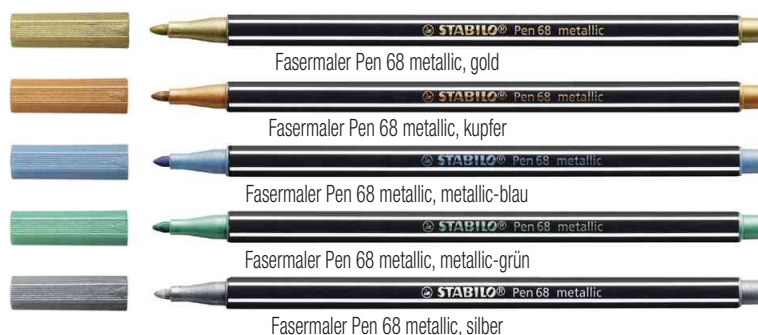 STABILO® Pen 68 metallic
Fasermaler Pen 68 metallic, gold
STABILO® Pen 68 metallic
Fasermaler Pen 68 metallic, kupfer
STABILO® Pen 68 metallic
Fasermaler Pen 68 metallic, metallic-blau
STABILO® Pen 68 metallic
Fasermaler Pen 68 metallic, metallic-grün
STABILO® Pen 68 metallic
Fasermaler Pen 68 metallic, silber